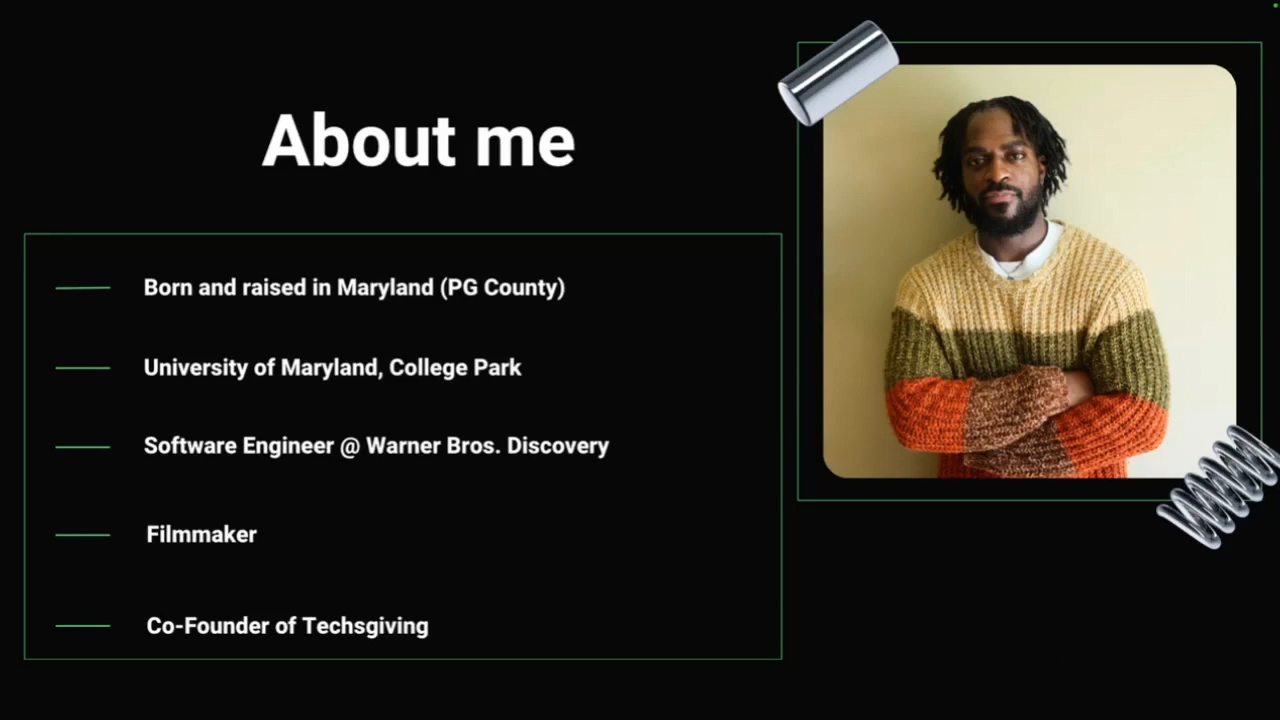 About me
Born and raised in Maryland (PG County)
University of Maryland, College Park
Software Engineer @ Warner Bros. Discovery
Filmmaker
Co-Founder of Techsgiving